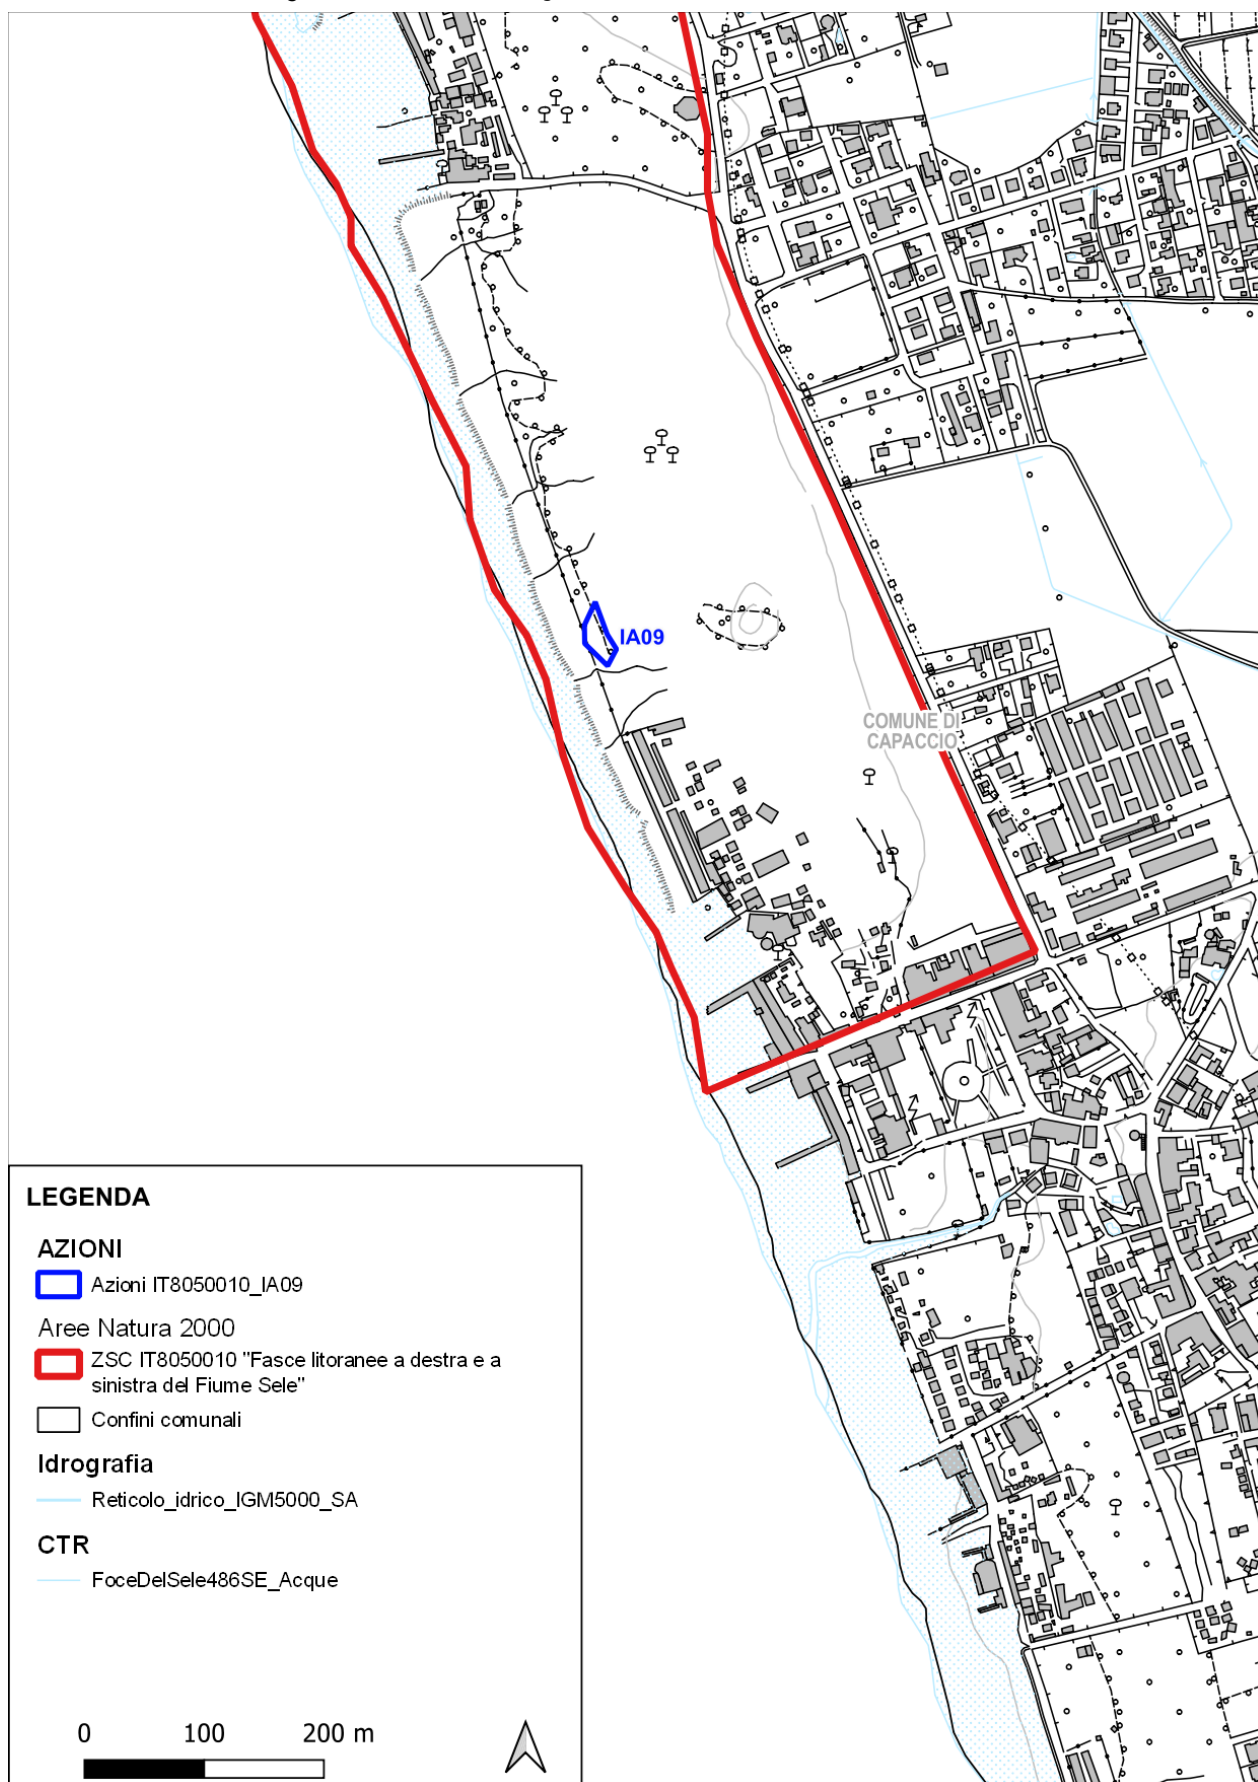 IA09
COMUNE DI
CAPACCIO
LEGENDA
AZIONI
Azioni IT8050010_IA09
Aree Natura 2000
ZSC IT8050010 "Fasce litoranee a destra e a
sinistra del Fiume Sele"
Confini comunali
Idrografia
Reticolo_idrico_IGM5000_SA
CTR
FoceDelSele486SE_Acque
0 100 200 m